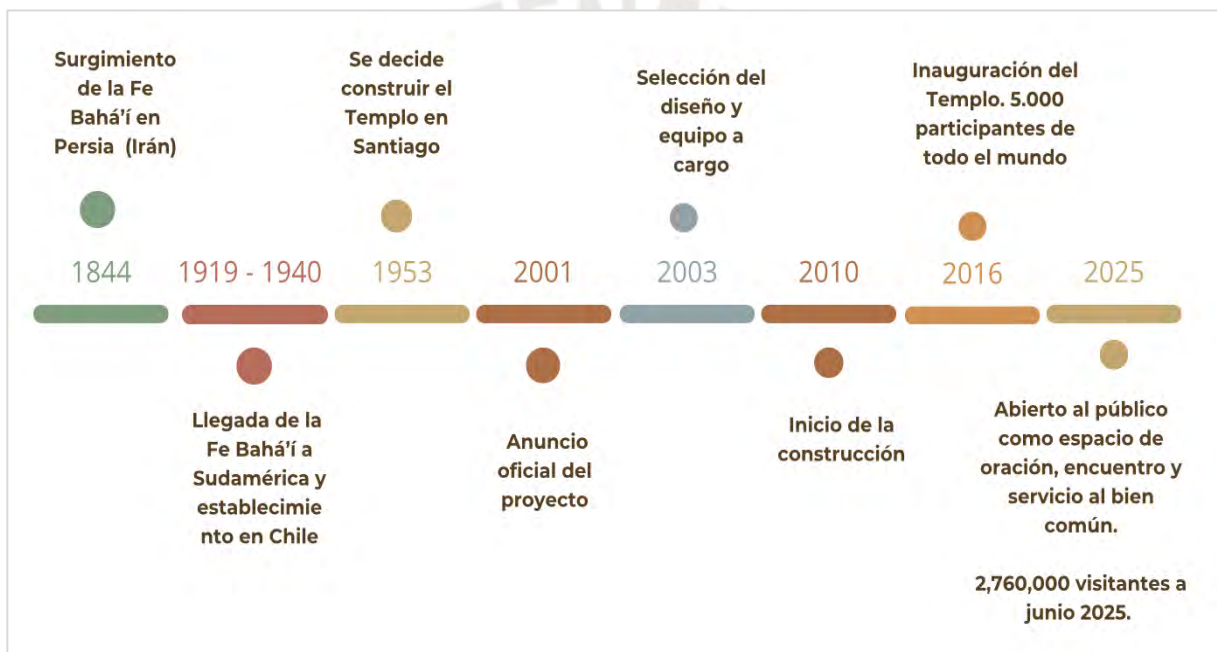 Surgimiento
de la Fe
Bahá'í en
Persia (Irán)
Se decide
construir el
Templo en
Santiago
Selección del
diseño y
equipo a
cargo
Inauguración del
Templo. 5.000
participantes de
todo el mundo
1844
1919 - 1940
1953
2001
2003
2010
2016
2025
Llegada de la
Fe Bahá'í a
Sudamérica y
establecimie
nto en Chile
Anuncio
oficial del
proyecto
Inicio de la
construcción
Abierto al público
como espacio de
oración, encuentro y
servicio al bien
común.
2,760,000 visitantes a
junio 2025.